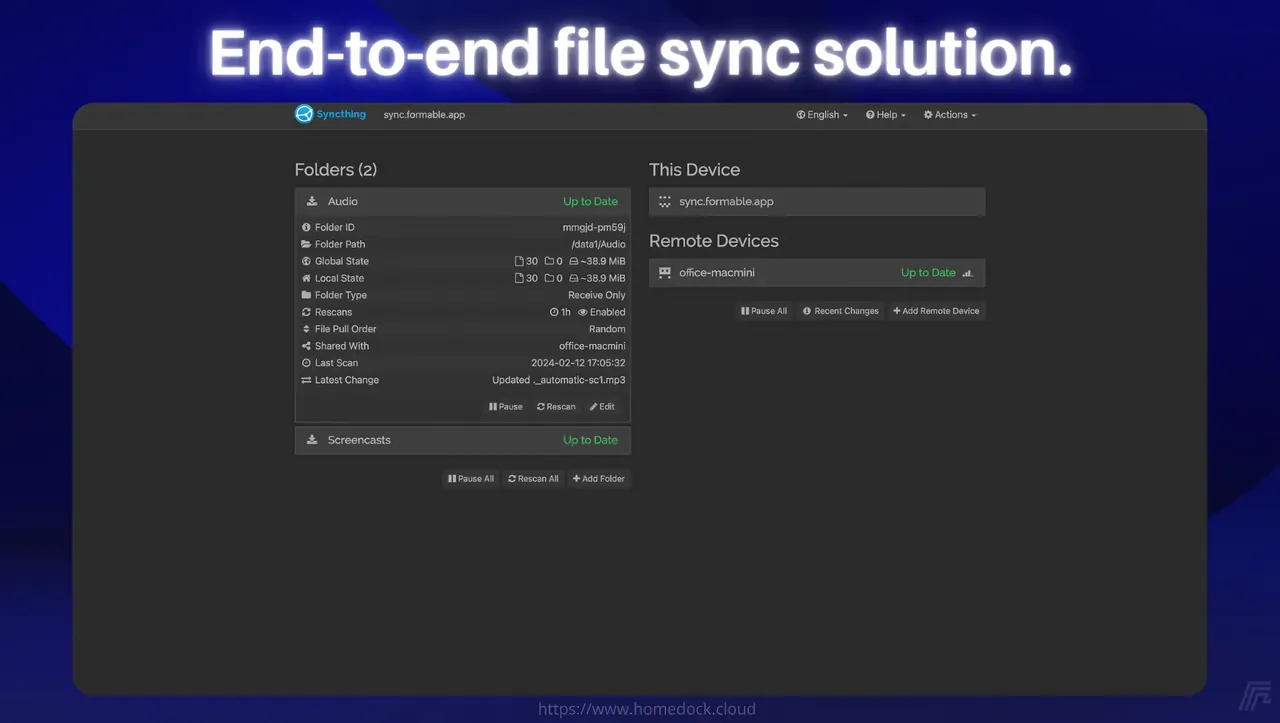 End-to-end file sync solution.
Syncthing sync.formable.app English Help Actions
Folders (2)
Audio Up to Date
Folder ID mmgjd-pm59j
Folder Path /data1/Audio
Global State 30 0 ~38.9 MiB
Local State 30 0 ~38.9 MiB
Folder Type Receive Only
Rescans 1h Enabled
File Pull Order Random
Shared With office-macmini
Last Scan 2024-02-12 17:05:32
Latest Change Updated ._automatic-sc1.mp3
Pause Rescan Edit
Screencasts Up to Date
Pause All Rescan All Add Folder
This Device
sync.formable.app
Remote Devices
office-macmini Up to Date
Pause All Recent Changes Add Remote Device
https://www.homedock.cloud